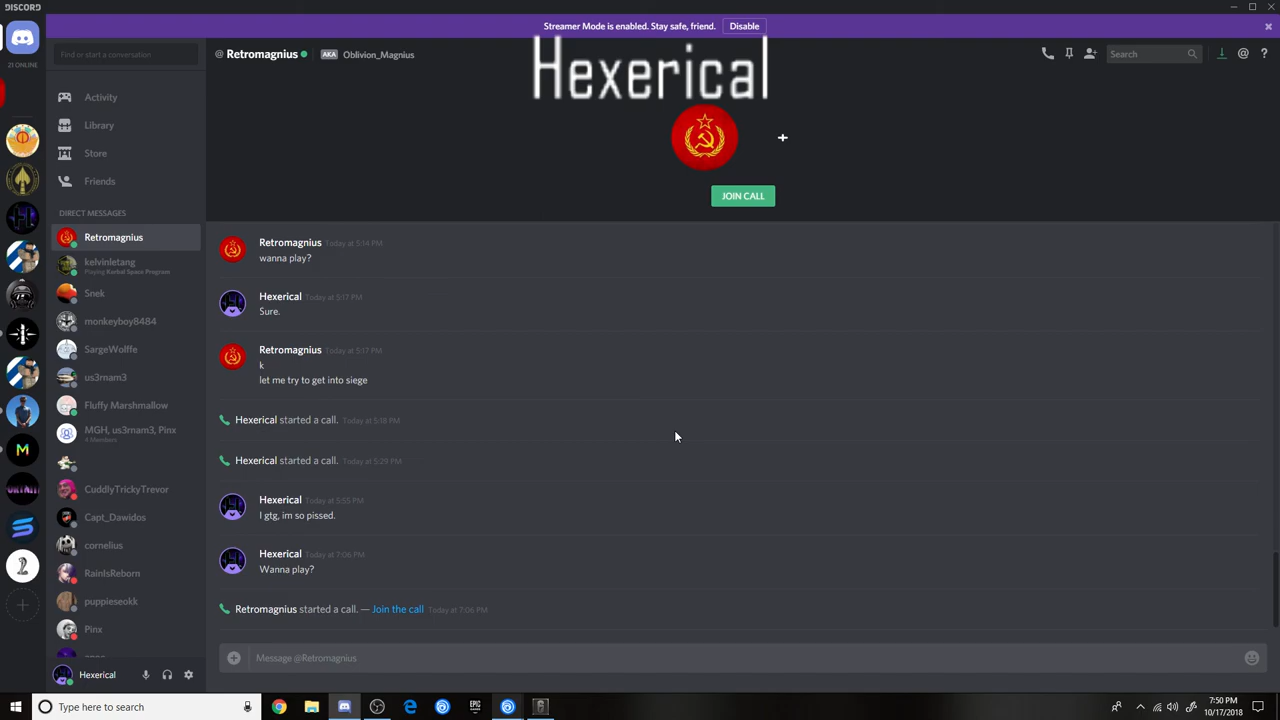 DISCORD
Streamer Mode is enabled. Stay safe, friend.
Disable
21 ONLINE
Find or start a conversation
@ Retromagnius
AKA Oblivion_Magnius
Search
Hexerical
JOIN CALL
Activity
Library
Store
Friends
DIRECT MESSAGES
Retromagnius
kelvinletang
Playing Kerbal Space Program
Snek
monkeyboy8484
SargeWolffe
us3rnam3
Fluffy Marshmallow
MGH, us3rnam3, Pinx
4 Members
CuddlyTrickyTrevor
Capt_Dawidos
cornelius
RainIsReborn
puppieseokk
Pinx
Hexerical
Retromagnius Today at 5:14 PM
wanna play?
Hexerical Today at 5:17 PM
Sure.
Retromagnius Today at 5:17 PM
k
let me try to get into siege
Hexerical started a call. Today at 5:18 PM
Hexerical started a call. Today at 5:29 PM
Hexerical Today at 5:55 PM
I gtg, im so pissed.
Hexerical Today at 7:06 PM
Wanna play?
Retromagnius started a call. — Join the call Today at 7:06 PM
Message @Retromagnius
Type here to search
EPIC
7:50 PM
10/17/2018